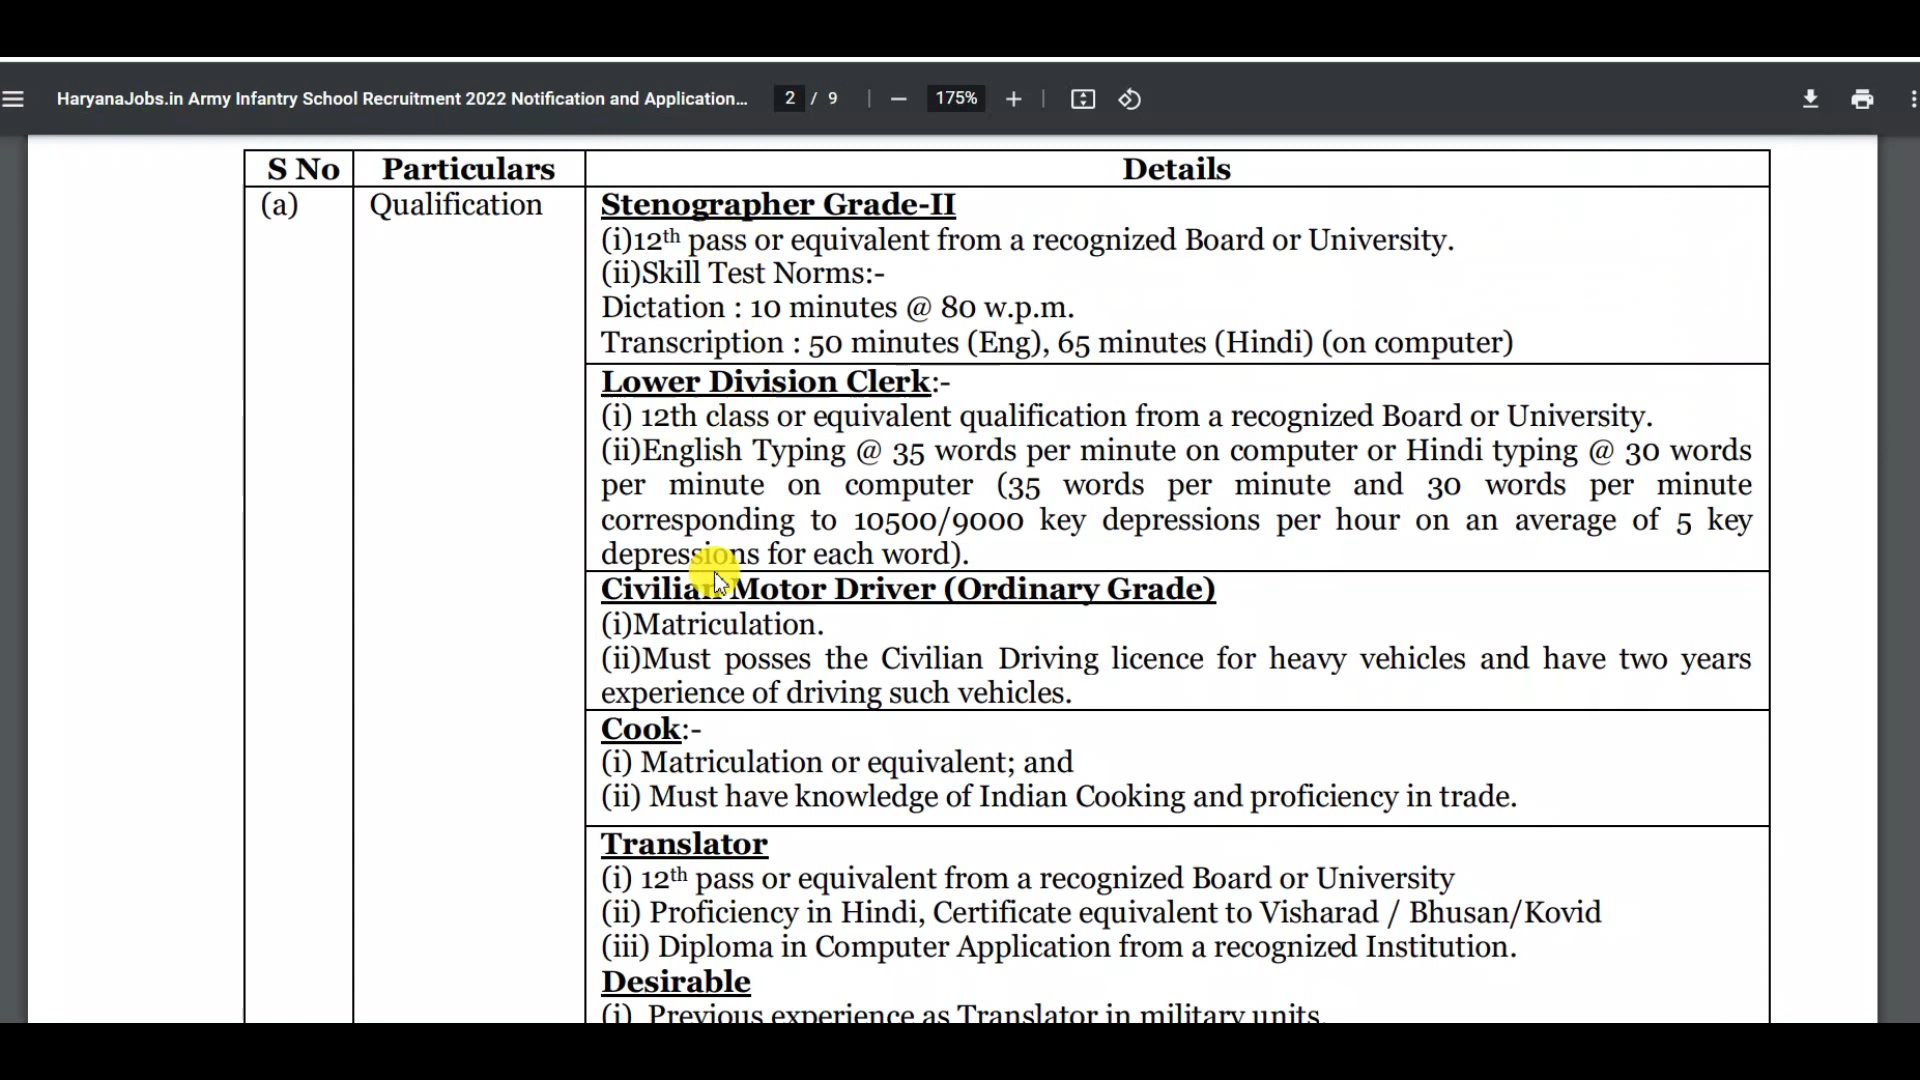 HaryanaJobs.in Army Infantry School Recruitment 2022 Notification and Application... 2 / 9 175%
S No Particulars Details
(a) Qualification Stenographer Grade-II
(i)12th pass or equivalent from a recognized Board or University.
(ii)Skill Test Norms:-
Dictation : 10 minutes @ 80 w.p.m.
Transcription : 50 minutes (Eng), 65 minutes (Hindi) (on computer)
Lower Division Clerk:-
(i) 12th class or equivalent qualification from a recognized Board or University.
(ii)English Typing @ 35 words per minute on computer or Hindi typing @ 30 words
per minute on computer (35 words per minute and 30 words per minute
corresponding to 10500/9000 key depressions per hour on an average of 5 key
depressions for each word).
Civilian Motor Driver (Ordinary Grade)
(i)Matriculation.
(ii)Must posses the Civilian Driving licence for heavy vehicles and have two years
experience of driving such vehicles.
Cook:-
(i) Matriculation or equivalent; and
(ii) Must have knowledge of Indian Cooking and proficiency in trade.
Translator
(i) 12th pass or equivalent from a recognized Board or University
(ii) Proficiency in Hindi, Certificate equivalent to Visharad / Bhusan/Kovid
(iii) Diploma in Computer Application from a recognized Institution.
Desirable
(i) Previous experience as Translator in military units.